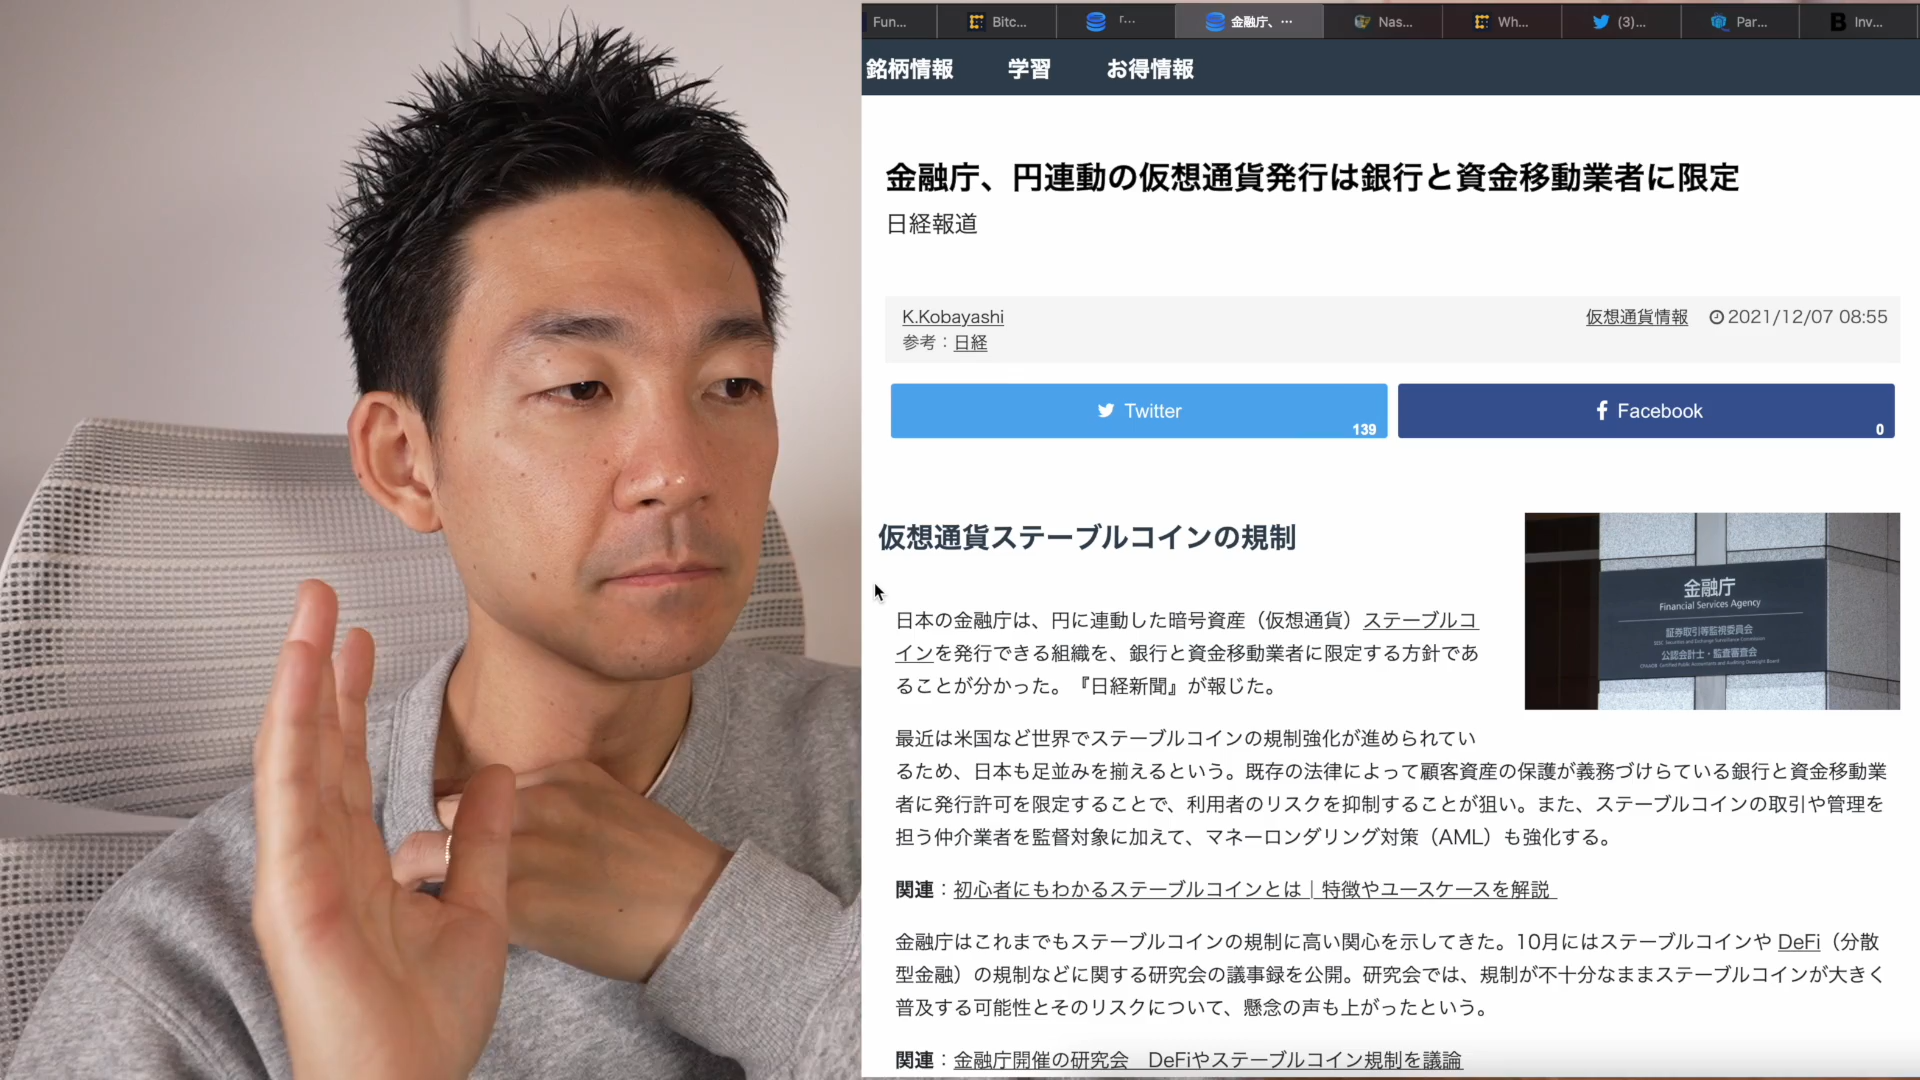 Fun...
Bitc...
「...
金融庁、...
Nas...
Wh...
(3)...
Par...
Inv...
銘柄情報 学習 お得情報
金融庁、円連動の仮想通貨発行は銀行と資金移動業者に限定
日経報道
K.Kobayashi
仮想通貨情報 2021/12/07 08:55
参考：日経
Twitter 139
Facebook 0
仮想通貨ステーブルコインの規制
金融庁
Financial Services Agency
証券取引等監視委員会
公認会計士・監査審査会
日本の金融庁は、円に連動した暗号資産（仮想通貨）ステーブルコ
インを発行できる組織を、銀行と資金移動業者に限定する方針であ
ることが分かった。『日経新聞』が報じた。
最近は米国など世界でステーブルコインの規制強化が進められてい
るため、日本も足並みを揃えるという。既存の法律によって顧客資産の保護が義務づけらている銀行と資金移動業
者に発行許可を限定することで、利用者のリスクを抑制することが狙い。また、ステーブルコインの取引や管理を
担う仲介業者を監督対象に加えて、マネーロンダリング対策（AML）も強化する。
関連：初心者にもわかるステーブルコインとは｜特徴やユースケースを解説
金融庁はこれまでもステーブルコインの規制に高い関心を示してきた。10月にはステーブルコインや DeFi（分散
型金融）の規制などに関する研究会の議事録を公開。研究会では、規制が不十分なままステーブルコインが大きく
普及する可能性とそのリスクについて、懸念の声も上がったという。
関連：金融庁開催の研究会　DeFiやステーブルコイン規制を議論